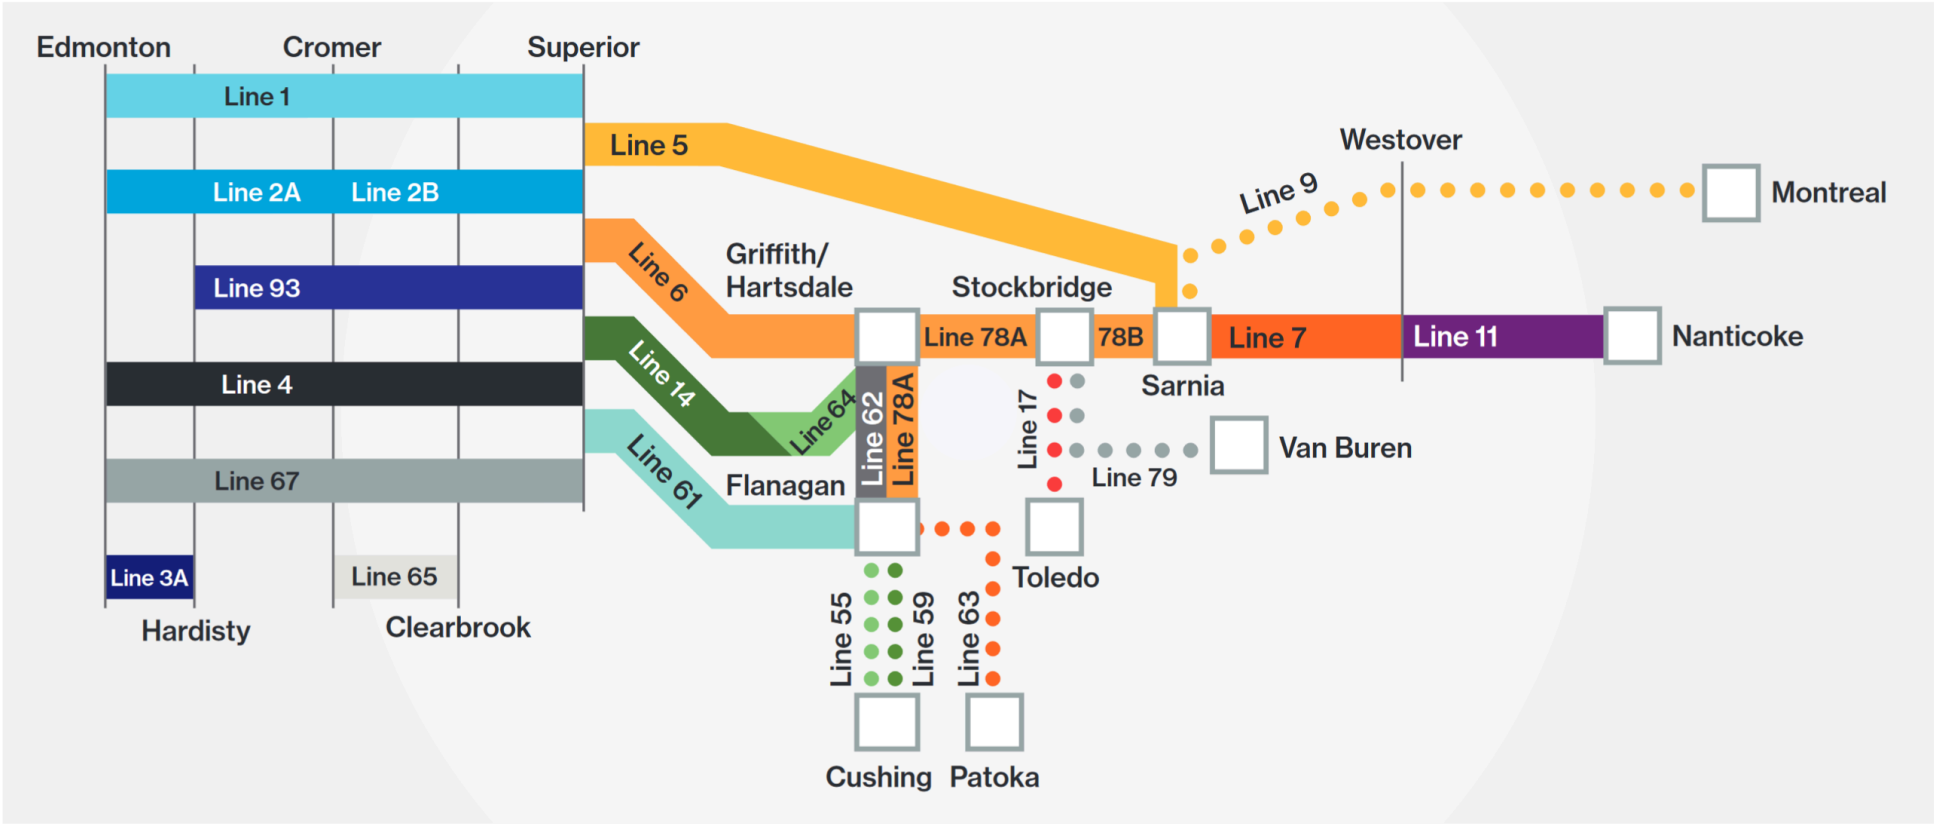 Edmonton
Cromer
Superior
Line 1
Line 5
Westover
Line 2A
Line 2B
Line 9
Montreal
Griffith/
Hartsdale
Line 6
Line 93
Stockbridge
Line 78A
78B
Line 7
Line 11
Nanticoke
Line 14
Line 4
Sarnia
Line 64
Line 62
Line 78A
Line 17
Van Buren
Line 67
Line 61
Flanagan
Line 79
Line 3A
Line 65
Toledo
Hardisty
Clearbrook
Line 55
Line 59
Line 63
Cushing
Patoka